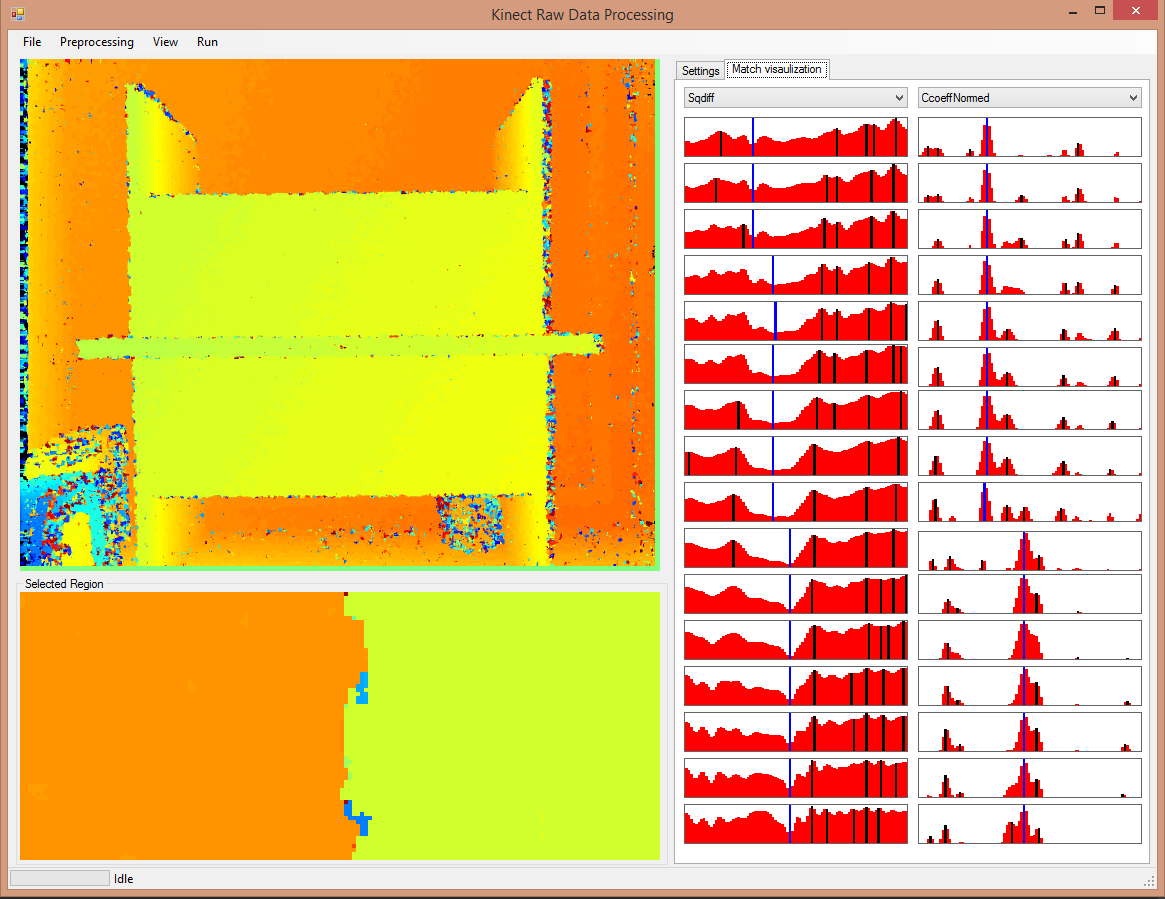 Kinect Raw Data Processing
File Preprocessing View Run
Settings Match visaulization
Sqdiff CcoeffNormed
Selected Region
Idle